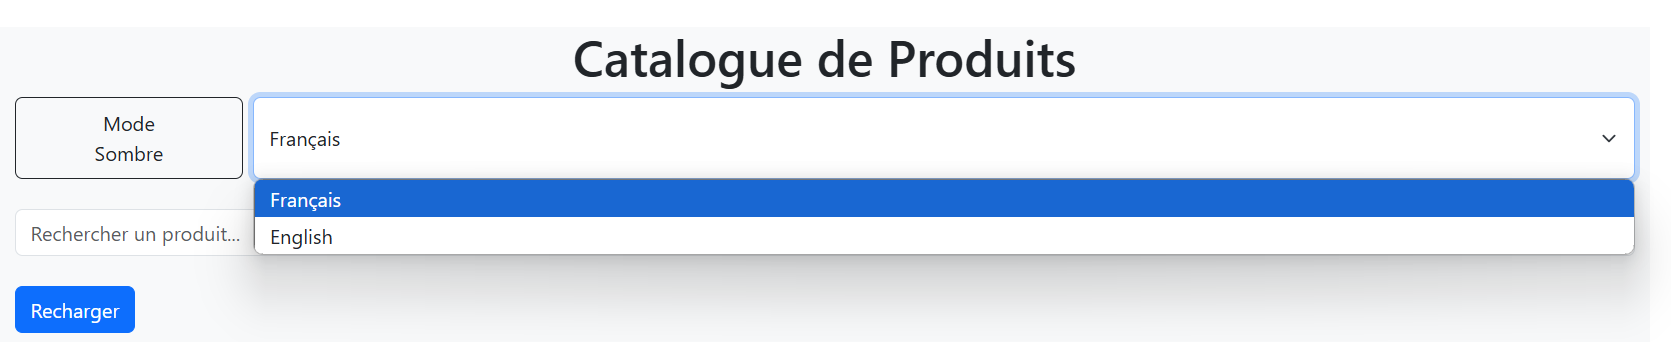 Catalogue de Produits
Mode
Sombre
Français
Français
English
Rechercher un produit...
Recharger